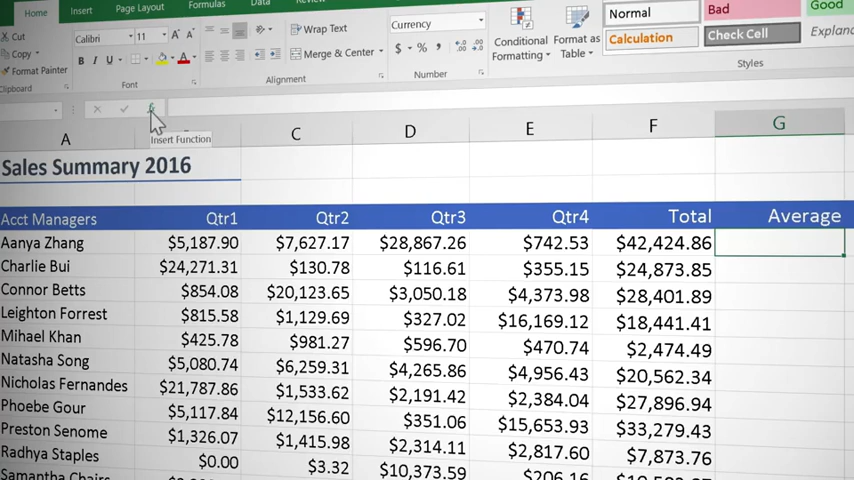 Home Insert Page Layout Formulas Data
Cut
Copy
Format Painter
Clipboard
Calibri 11
B I U
Font
Wrap Text
Merge & Center
Alignment
Currency
$ %
Number
Conditional Formatting
Format as Table
Normal Bad Good
Calculation Check Cell Explan
Styles
fx
Insert Function
A C D E F G
Sales Summary 2016
Acct Managers Qtr1 Qtr2 Qtr3 Qtr4 Total Average
Aanya Zhang $5,187.90 $7,627.17 $28,867.26 $742.53 $42,424.86
Charlie Bui $24,271.31 $130.78 $116.61 $355.15 $24,873.85
Connor Betts $854.08 $20,123.65 $3,050.18 $4,373.98 $28,401.89
Leighton Forrest $815.58 $1,129.69 $327.02 $16,169.12 $18,441.41
Mihael Khan $425.78 $981.27 $596.70 $470.74 $2,474.49
Natasha Song $5,080.74 $6,259.31 $4,265.86 $4,956.43 $20,562.34
Nicholas Fernandes $21,787.86 $1,533.62 $2,191.42 $2,384.04 $27,896.94
Phoebe Gour $5,117.84 $12,156.60 $351.06 $15,653.93 $33,279.43
Preston Senome $1,326.07 $1,415.98 $2,314.11 $2,817.60 $7,873.76
Radhya Staples $0.00 $3.32 $10,373.59 $206.16
Samantha Chairs